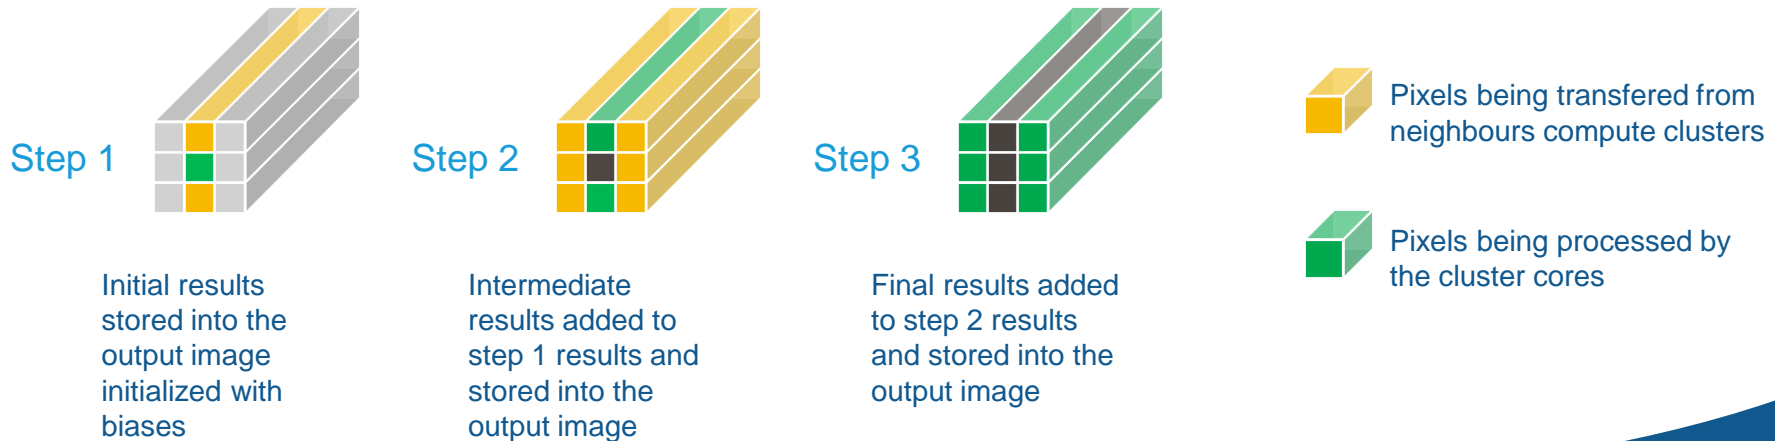 Step 1
Initial results
stored into the
output image
initialized with
biases
Step 2
Intermediate
results added to
step 1 results and
stored into the
output image
Step 3
Final results added
to step 2 results
and stored into the
output image
Pixels being transfered from
neighbours compute clusters
Pixels being processed by
the cluster cores